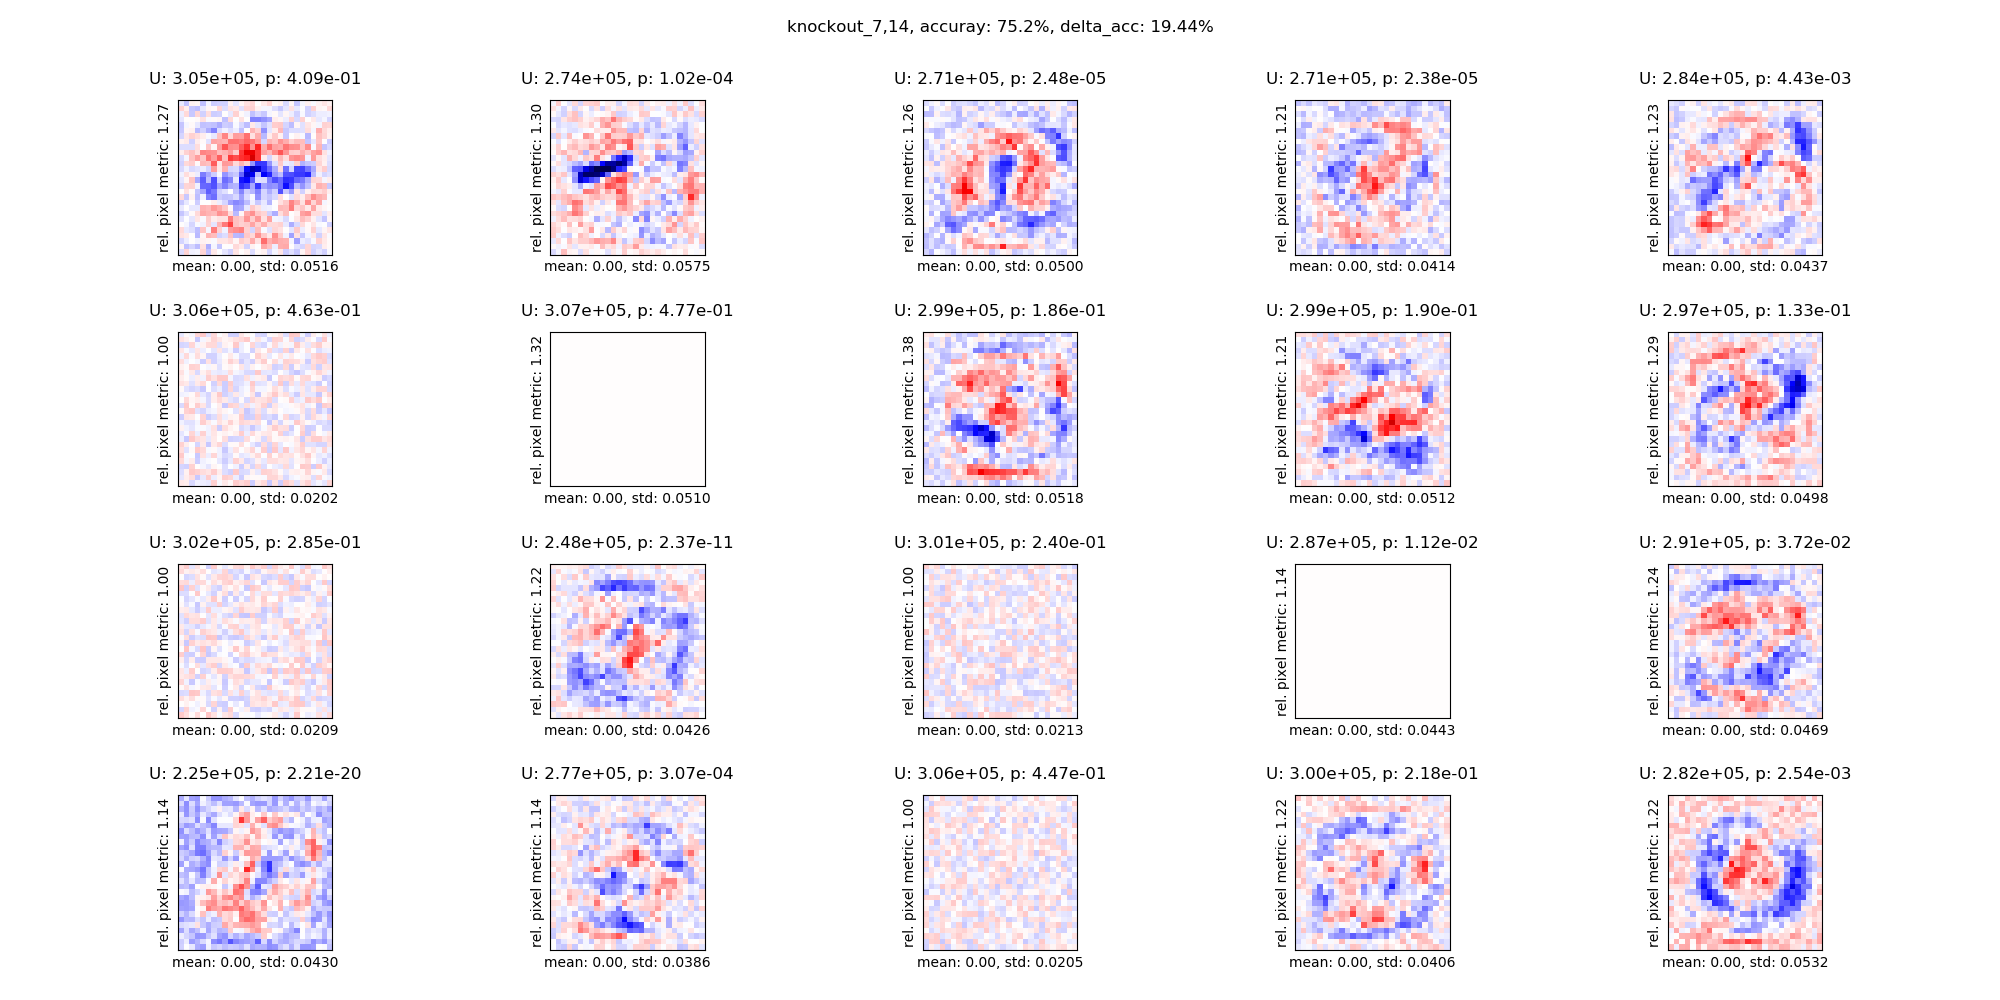 knockout_7,14, accuray: 75.2%, delta_acc: 19.44%
U: 3.05e+05, p: 4.09e-01
rel. pixel metric: 1.27
mean: 0.00, std: 0.0516
U: 2.74e+05, p: 1.02e-04
rel. pixel metric: 1.30
mean: 0.00, std: 0.0575
U: 2.71e+05, p: 2.48e-05
rel. pixel metric: 1.26
mean: 0.00, std: 0.0500
U: 2.71e+05, p: 2.38e-05
rel. pixel metric: 1.21
mean: 0.00, std: 0.0414
U: 2.84e+05, p: 4.43e-03
rel. pixel metric: 1.23
mean: 0.00, std: 0.0437
U: 3.06e+05, p: 4.63e-01
rel. pixel metric: 1.00
mean: 0.00, std: 0.0202
U: 3.07e+05, p: 4.77e-01
rel. pixel metric: 1.32
mean: 0.00, std: 0.0510
U: 2.99e+05, p: 1.86e-01
rel. pixel metric: 1.38
mean: 0.00, std: 0.0518
U: 2.99e+05, p: 1.90e-01
rel. pixel metric: 1.21
mean: 0.00, std: 0.0512
U: 2.97e+05, p: 1.33e-01
rel. pixel metric: 1.29
mean: 0.00, std: 0.0498
U: 3.02e+05, p: 2.85e-01
rel. pixel metric: 1.00
mean: 0.00, std: 0.0209
U: 2.48e+05, p: 2.37e-11
rel. pixel metric: 1.22
mean: 0.00, std: 0.0426
U: 3.01e+05, p: 2.40e-01
rel. pixel metric: 1.00
mean: 0.00, std: 0.0213
U: 2.87e+05, p: 1.12e-02
rel. pixel metric: 1.14
mean: 0.00, std: 0.0443
U: 2.91e+05, p: 3.72e-02
rel. pixel metric: 1.24
mean: 0.00, std: 0.0469
U: 2.25e+05, p: 2.21e-20
rel. pixel metric: 1.14
mean: 0.00, std: 0.0430
U: 2.77e+05, p: 3.07e-04
rel. pixel metric: 1.14
mean: 0.00, std: 0.0386
U: 3.06e+05, p: 4.47e-01
rel. pixel metric: 1.00
mean: 0.00, std: 0.0205
U: 3.00e+05, p: 2.18e-01
rel. pixel metric: 1.22
mean: 0.00, std: 0.0406
U: 2.82e+05, p: 2.54e-03
rel. pixel metric: 1.22
mean: 0.00, std: 0.0532